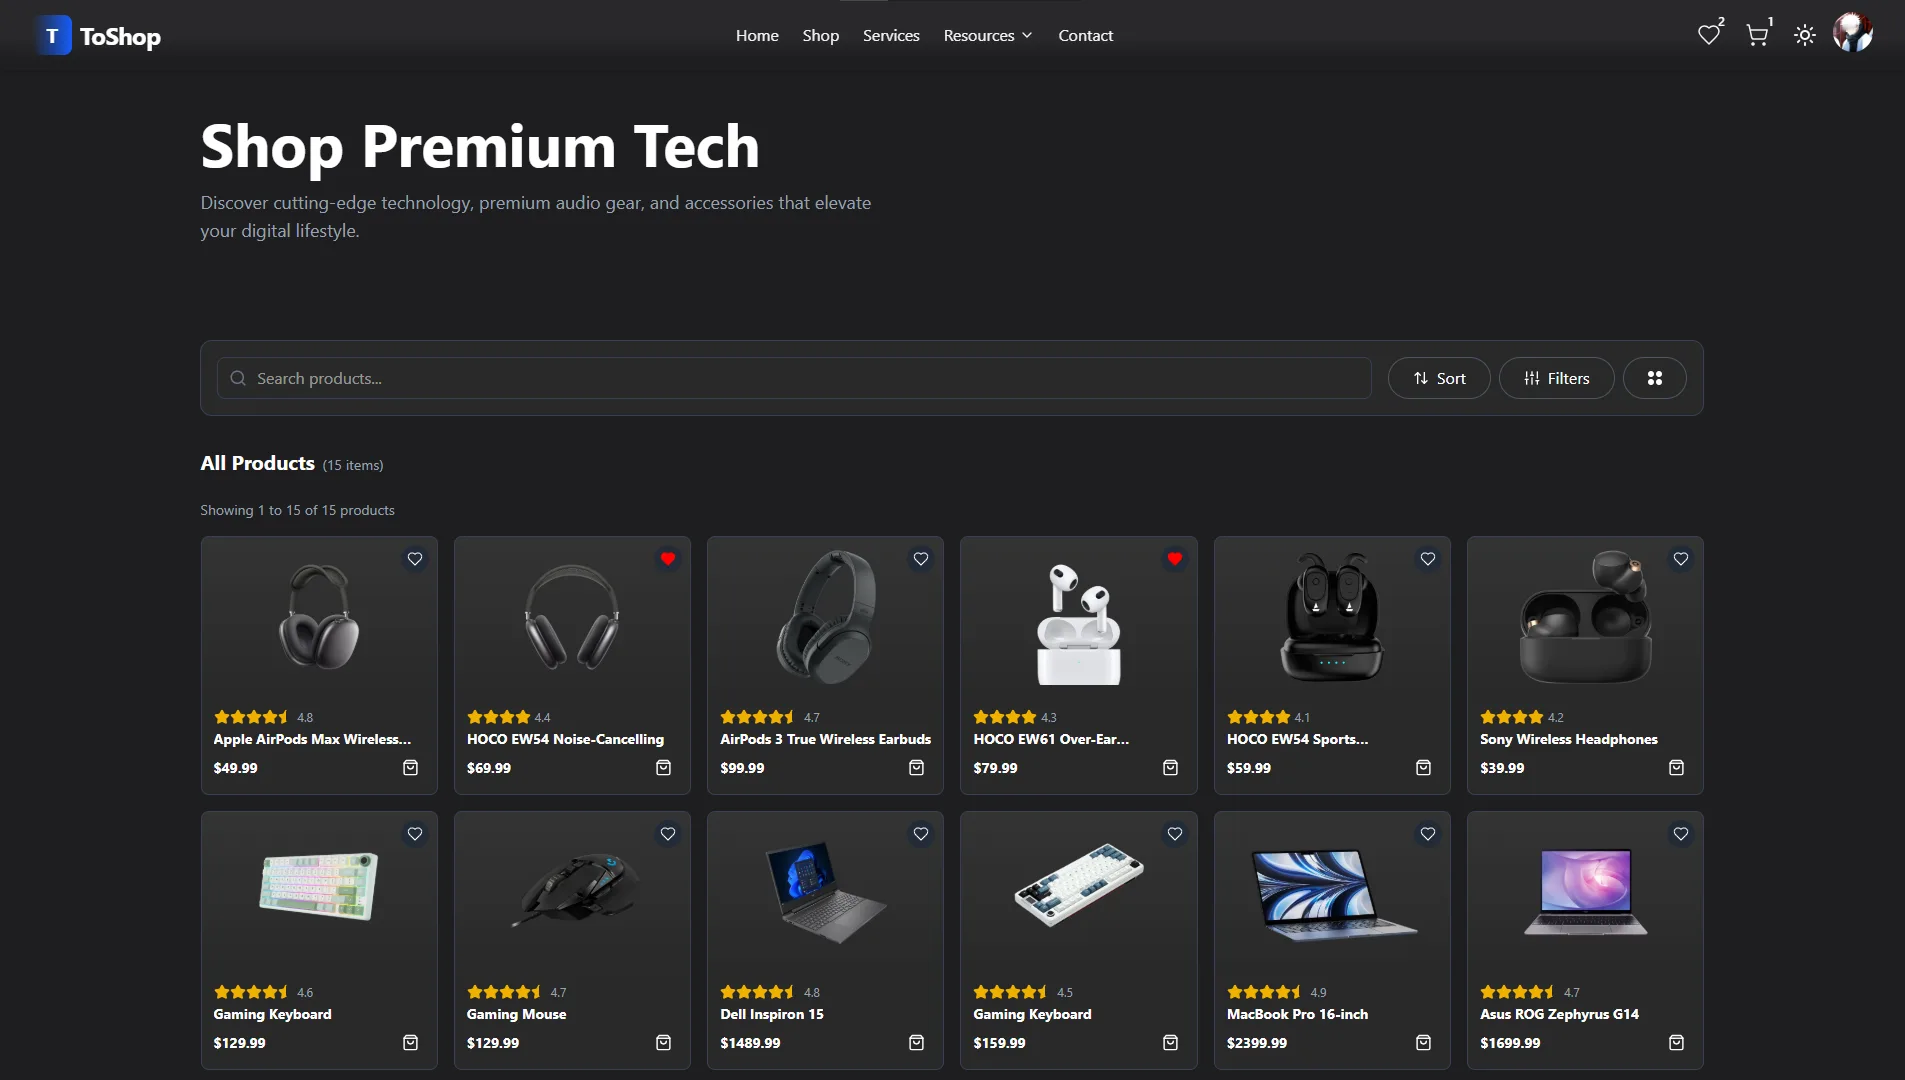 T ToShop
Home Shop Services Resources Contact
2 1
Shop Premium Tech
Discover cutting-edge technology, premium audio gear, and accessories that elevate
your digital lifestyle.
Search products... Sort Filters
All Products (15 items)
Showing 1 to 15 of 15 products
4.8 4.4 4.7 4.3 4.1 4.2
Apple AirPods Max Wireless... HOCO EW54 Noise-Cancelling AirPods 3 True Wireless Earbuds HOCO EW61 Over-Ear... HOCO EW54 Sports... Sony Wireless Headphones
$49.99 $69.99 $99.99 $79.99 $59.99 $39.99
4.6 4.7 4.8 4.5 4.9 4.7
Gaming Keyboard Gaming Mouse Dell Inspiron 15 Gaming Keyboard MacBook Pro 16-inch Asus ROG Zephyrus G14
$129.99 $129.99 $1489.99 $159.99 $2399.99 $1699.99